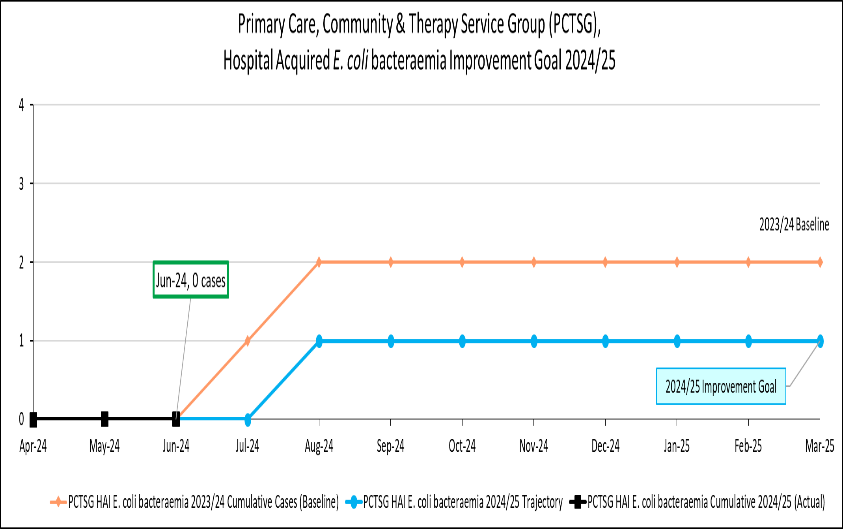 Primary Care, Community & Therapy Service Group (PCTSG),
Hospital Acquired E. coli bacteraemia Improvement Goal 2024/25
4
3
2023/24 Baseline
2
Jun-24, 0 cases
1
2024/25 Improvement Goal
0
Apr-24 May-24 Jun-24 Jul-24 Aug-24 Sep-24 Oct-24 Nov-24 Dec-24 Jan-25 Feb-25 Mar-25
PCTSG HAI E. coli bacteraemia 2023/24 Cumulative Cases (Baseline) PCTSG HAI E. coli bacteraemia 2024/25 Trajectory PCTSG HAI E. coli bacteraemia Cumulative 2024/25 (Actual)